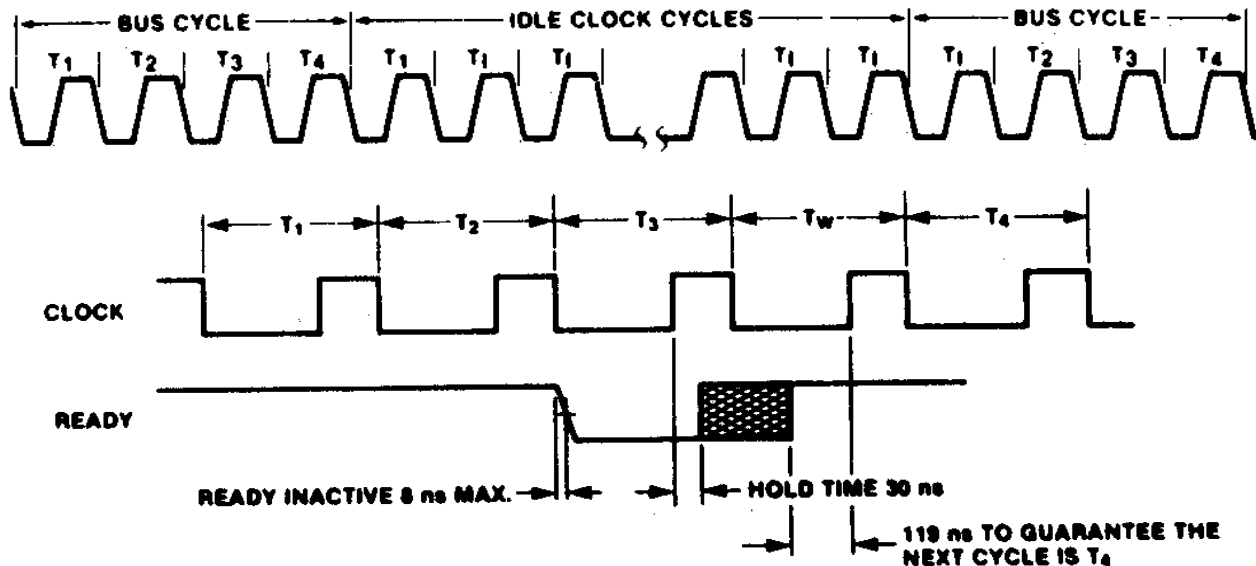 BUS CYCLE IDLE CLOCK CYCLES BUS CYCLE
T1 T2 T3 T4 T1 TI TI TI TI TI T2 T3 T4
T1 T2 T3 TW T4
CLOCK
READY
READY INACTIVE 8 ns MAX. HOLD TIME 30 ns
119 ns TO GUARANTEE THE
NEXT CYCLE IS T4